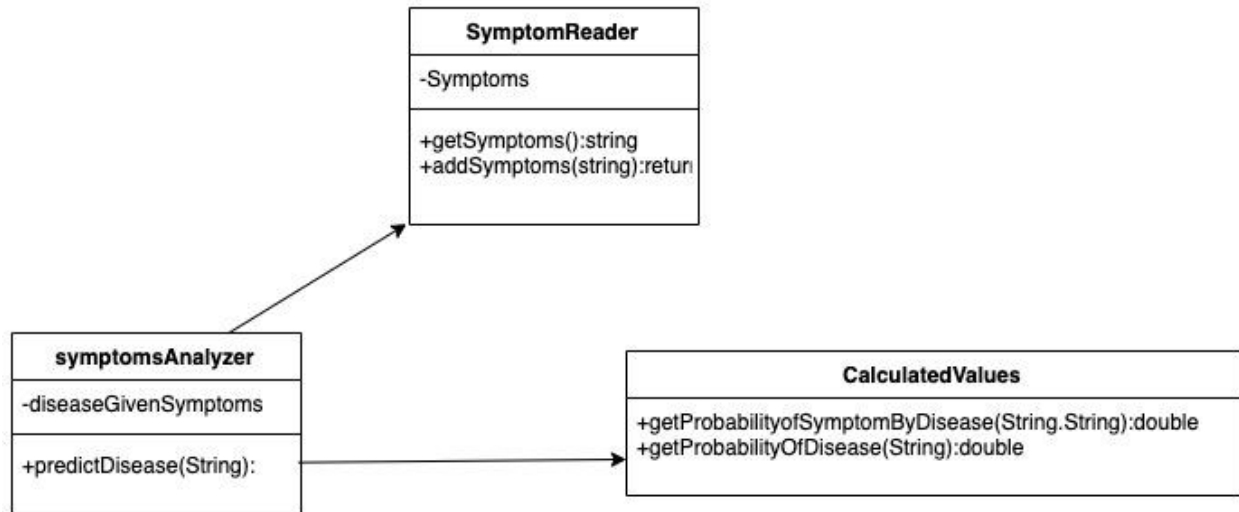 SymptomReader
-Symptoms
+getSymptoms():string
+addSymptoms(string):retur
symptomsAnalyzer
-diseaseGivenSymptoms
+predictDisease(String):
CalculatedValues
+getProbabilityofSymptomByDisease(String.String):double
+getProbabilityOfDisease(String):double